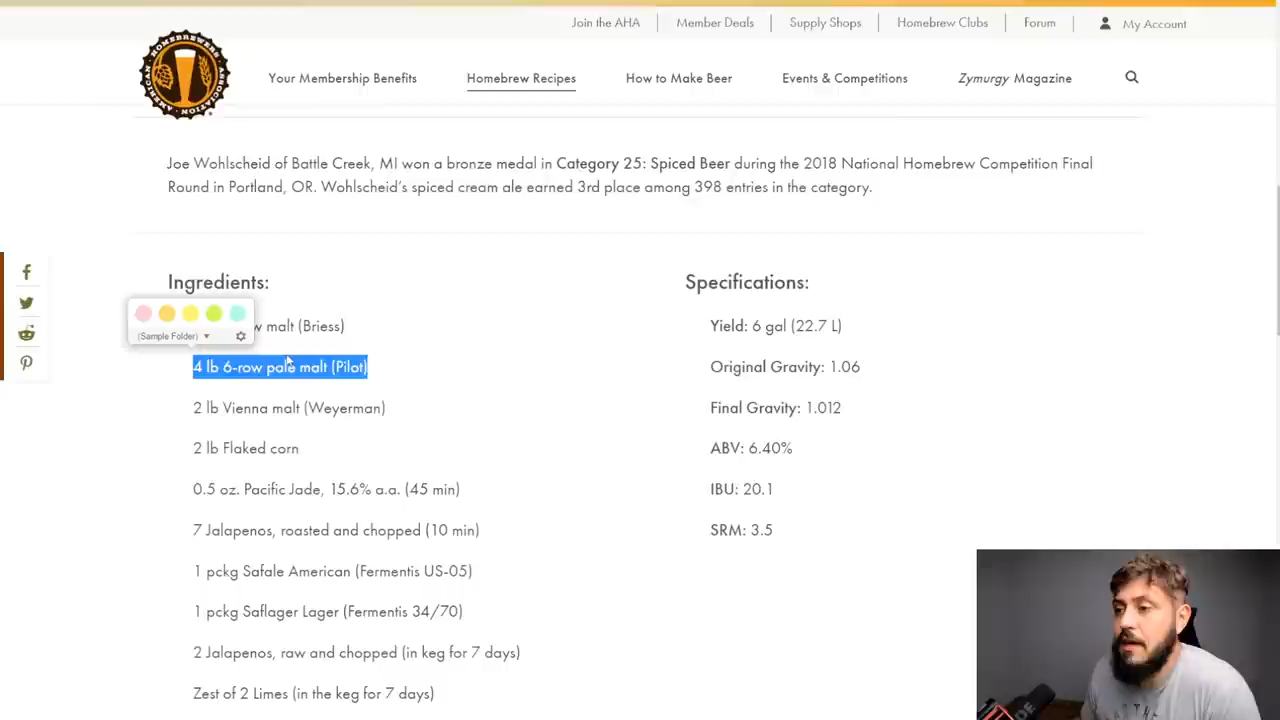 Join the AHA
Member Deals
Supply Shops
Homebrew Clubs
Forum
My Account
AMERICAN HOMEBREWERS ASSOCIATION
Your Membership Benefits
Homebrew Recipes
How to Make Beer
Events & Competitions
Zymurgy Magazine
Joe Wohlscheid of Battle Creek, MI won a bronze medal in Category 25: Spiced Beer during the 2018 National Homebrew Competition Final
Round in Portland, OR. Wohlscheid's spiced cream ale earned 3rd place among 398 entries in the category.
Ingredients:
(Sample Folder)
malt (Briess)
4 lb 6-row pale malt (Pilot)
2 lb Vienna malt (Weyerman)
2 lb Flaked corn
0.5 oz. Pacific Jade, 15.6% a.a. (45 min)
7 Jalapenos, roasted and chopped (10 min)
1 pckg Safale American (Fermentis US-05)
1 pckg Saflager Lager (Fermentis 34/70)
2 Jalapenos, raw and chopped (in keg for 7 days)
Zest of 2 Limes (in the keg for 7 days)
Specifications:
Yield: 6 gal (22.7 L)
Original Gravity: 1.06
Final Gravity: 1.012
ABV: 6.40%
IBU: 20.1
SRM: 3.5